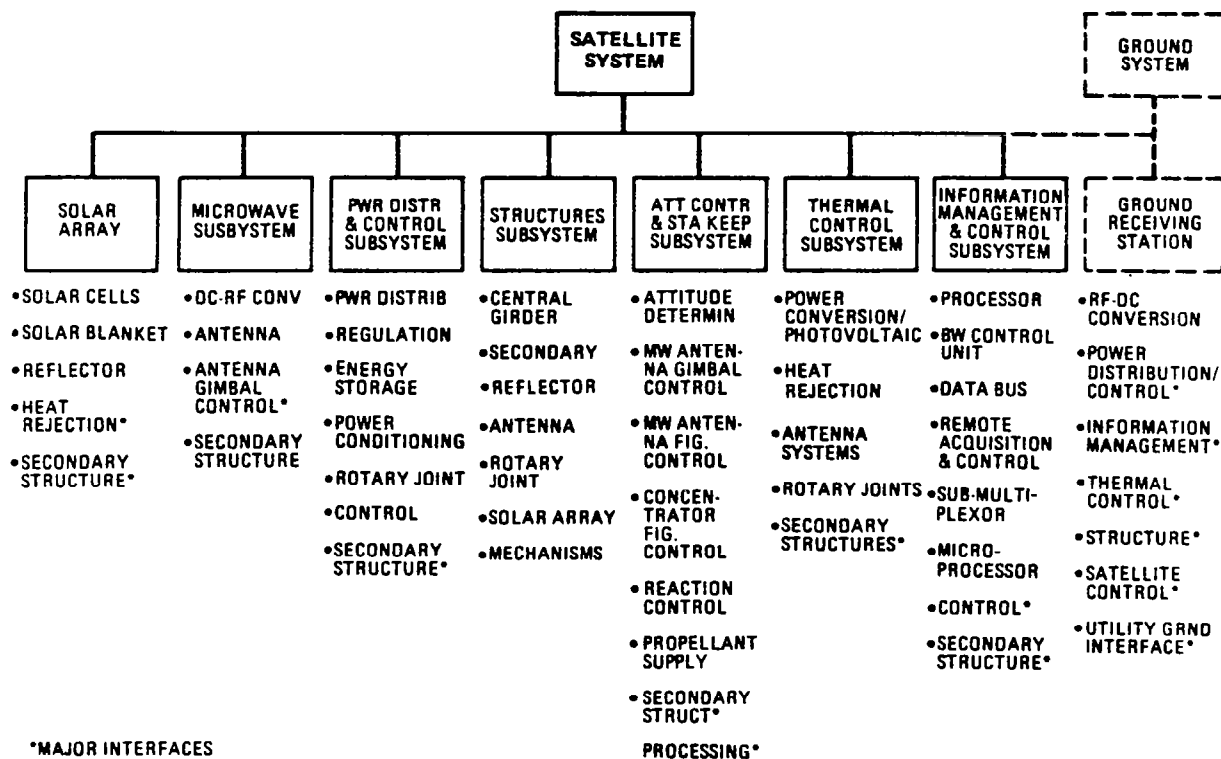 SATELLITE
SYSTEM
GROUND
SYSTEM
SOLAR
ARRAY
MICROWAVE
SUSBYSTEM
PWR DISTR
& CONTROL
SUBSYSTEM
STRUCTURES
SUBSYSTEM
ATT CONTR
& STA KEEP
SUBSYSTEM
THERMAL
CONTROL
SUBSYSTEM
INFORMATION
MANAGEMENT
& CONTROL
SUBSYSTEM
GROUND
RECEIVING
STATION
•SOLAR CELLS
•SOLAR BLANKET
•REFLECTOR
•HEAT
REJECTION*
•SECONDARY
STRUCTURE*
•DC-RF CONV
•ANTENNA
•ANTENNA
GIMBAL
CONTROL*
•SECONDARY
STRUCTURE
•PWR DISTRIB
•REGULATION
•ENERGY
STORAGE
•POWER
CONDITIONING
•ROTARY JOINT
•CONTROL
•SECONDARY
STRUCTURE*
•CENTRAL
GIRDER
•SECONDARY
•REFLECTOR
•ANTENNA
•ROTARY
JOINT
•SOLAR ARRAY
•MECHANISMS
•ATTITUDE
DETERMIN
•MW ANTEN-
NA GIMBAL
CONTROL
•MW ANTEN-
NA FIG.
CONTROL
•CONCEN-
TRATOR
FIG.
CONTROL
•REACTION
CONTROL
•PROPELLANT
SUPPLY
•SECONDARY
STRUCT*
PROCESSING*
•POWER
CONVERSION/
PHOTOVOLTAIC
•HEAT
REJECTION
•ANTENNA
SYSTEMS
•ROTARY JOINTS
•SECONDARY
STRUCTURES*
•PROCESSOR
•BW CONTROL
UNIT
•DATA BUS
•REMOTE
ACQUISITION
& CONTROL
•SUB-MULTI-
PLEXOR
•MICRO-
PROCESSOR
•CONTROL*
•SECONDARY
STRUCTURE*
•RF-DC
CONVERSION
•POWER
DISTRIBUTION/
CONTROL*
•INFORMATION
MANAGEMENT*
•THERMAL
CONTROL*
•STRUCTURE*
•SATELLITE
CONTROL*
•UTILITY GRND
INTERFACE*
*MAJOR INTERFACES